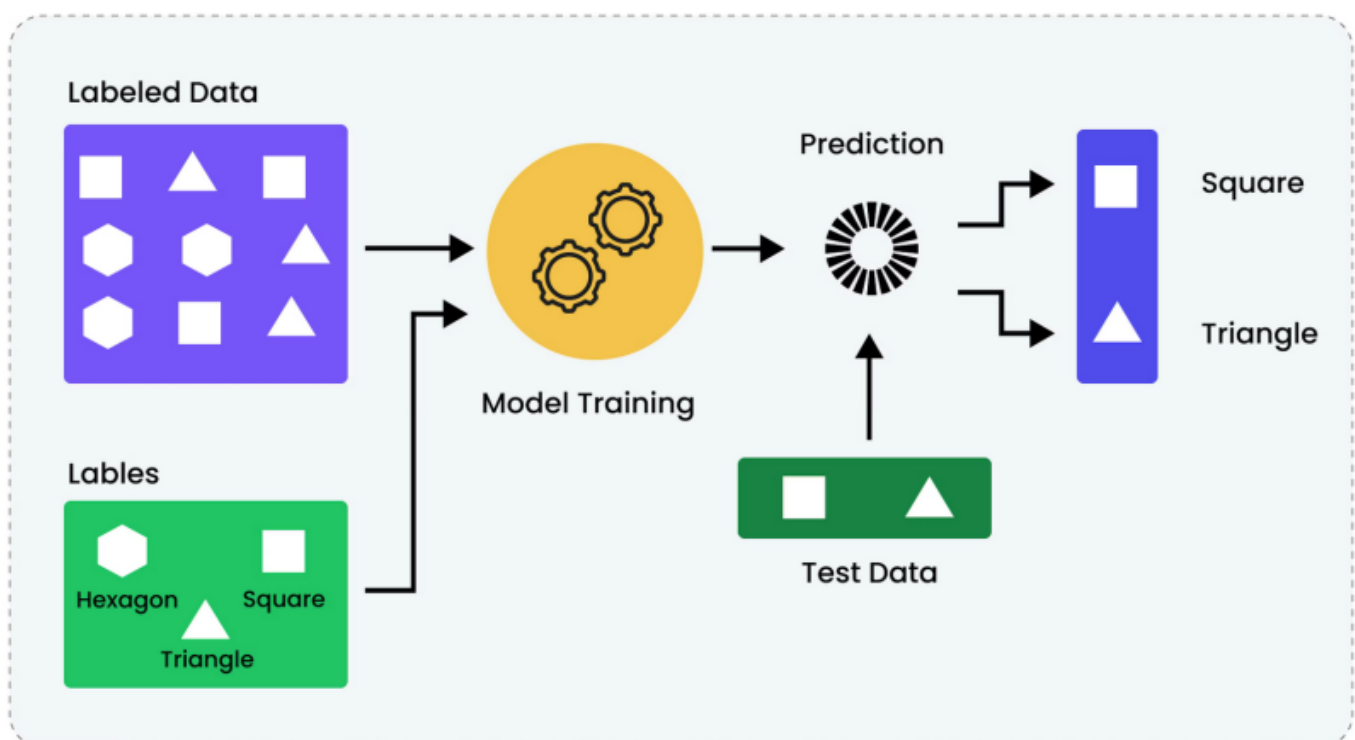 Labeled Data
Prediction
Square
Triangle
Model Training
Lables
Hexagon
Square
Triangle
Test Data